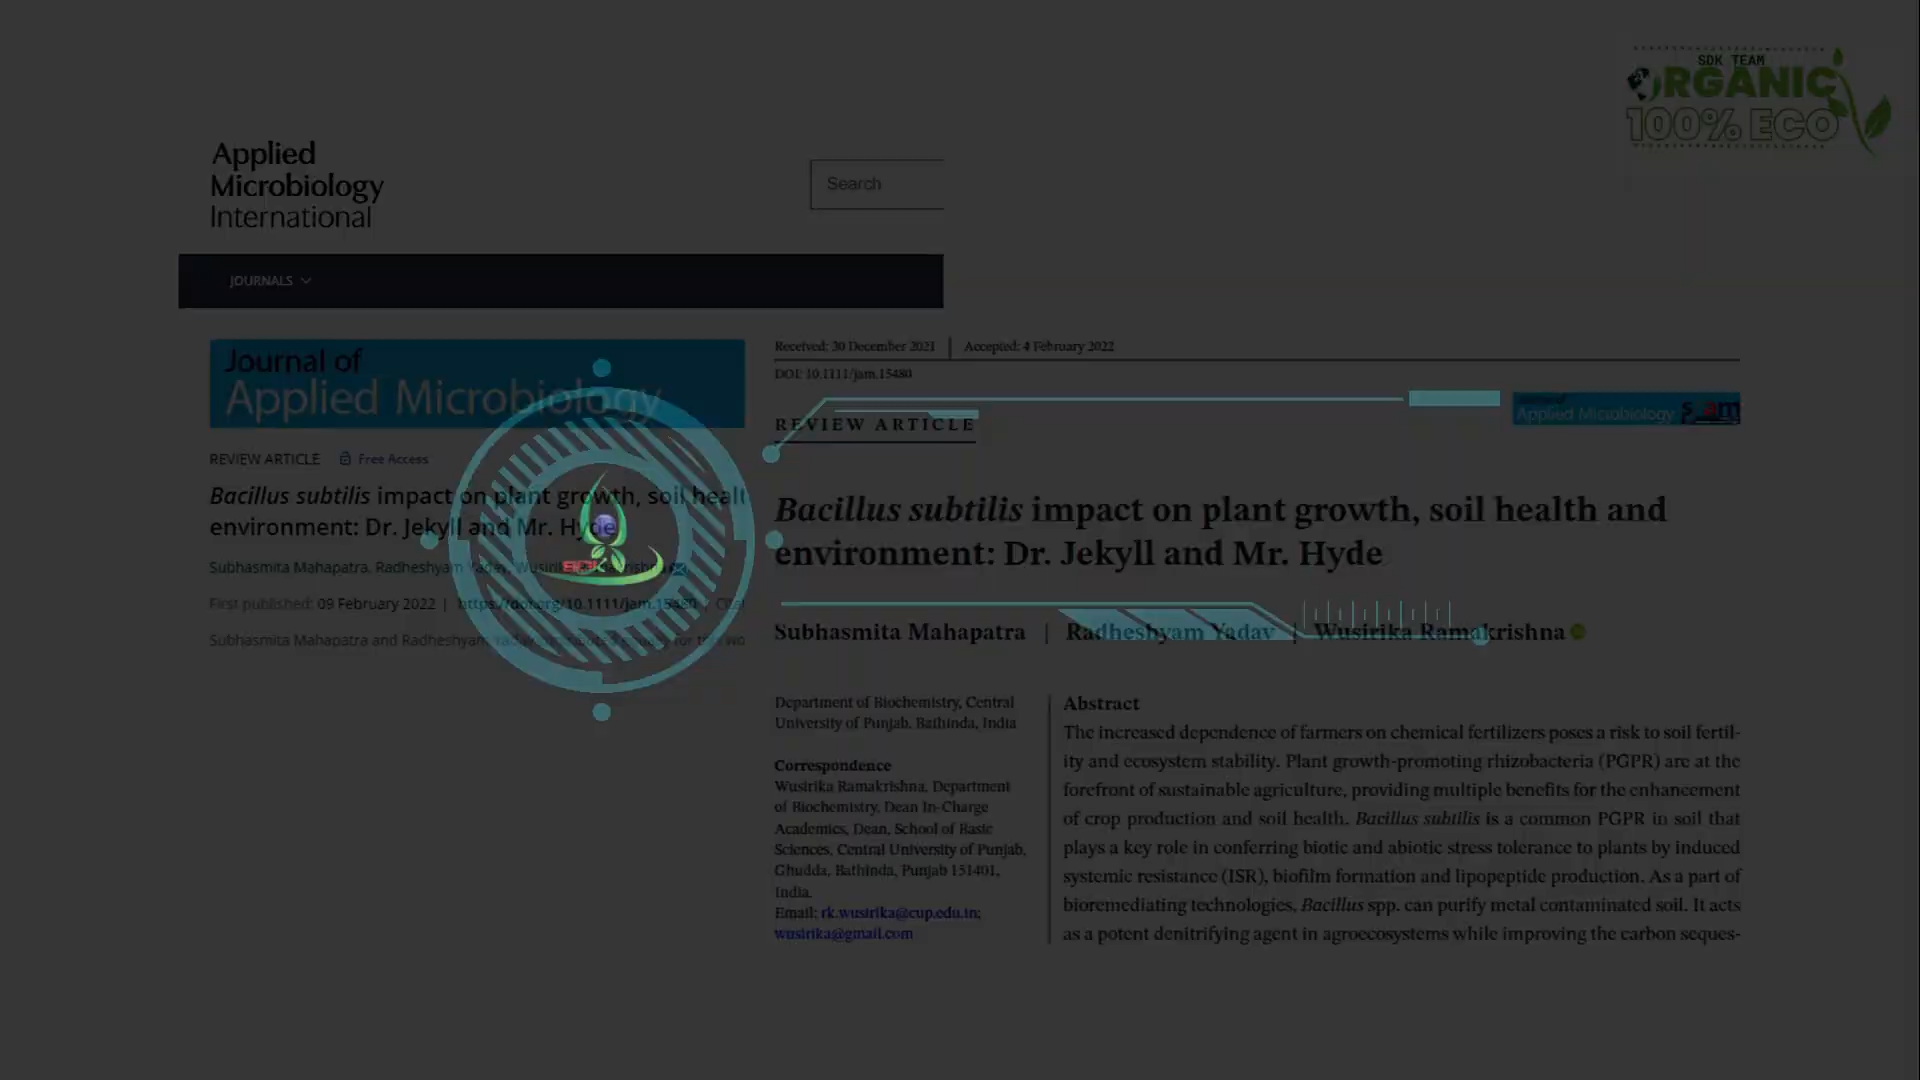 SDK TEAM
ORGANIC
100% ECO
Applied
Microbiology
International
Search
JOURNALS
Journal of
Applied Microbiology
REVIEW ARTICLE Free Access
Bacillus subtilis impact on plant growth, soil healt
environment: Dr. Jekyll and Mr. Hyde
Subhasmita Mahapatra, Radheshyam Yadav,
First published: 09 February 2022 | https://doi.org/10.1111/jam.15480
Subhasmita Mahapatra and Radheshyam Yadav
Received: 30 December 2021 | Accepted: 4 February 2022
DOI: 10.1111/jam.15480
REVIEW ARTICLE
Applied Microbiology
Bacillus subtilis impact on plant growth, soil health and
environment: Dr. Jekyll and Mr. Hyde
Subhasmita Mahapatra | Radheshyam Yadav | Wusirika Ramakrishna
Department of Biochemistry, Central
University of Punjab, Bathinda, India
Correspondence
Wusirika Ramakrishna, Department
of Biochemistry, Dean In-Charge
Academics, Dean, School of Basic
Sciences, Central University of Punjab,
Ghudda, Bathinda, Punjab 151401,
India.
Email: rk.wusirika@cup.edu.in;
wusirika@gmail.com
Abstract
The increased dependence of farmers on chemical fertilizers poses a risk to soil fertil-
ity and ecosystem stability. Plant growth-promoting rhizobacteria (PGPR) are at the
forefront of sustainable agriculture, providing multiple benefits for the enhancement
of crop production and soil health. Bacillus subtilis is a common PGPR in soil that
plays a key role in conferring biotic and abiotic stress tolerance to plants by induced
systemic resistance (ISR), biofilm formation and lipopeptide production. As a part of
bioremediating technologies, Bacillus spp. can purify metal contaminated soil. It acts
as a potent denitrifying agent in agroecosystems while improving the carbon seques-